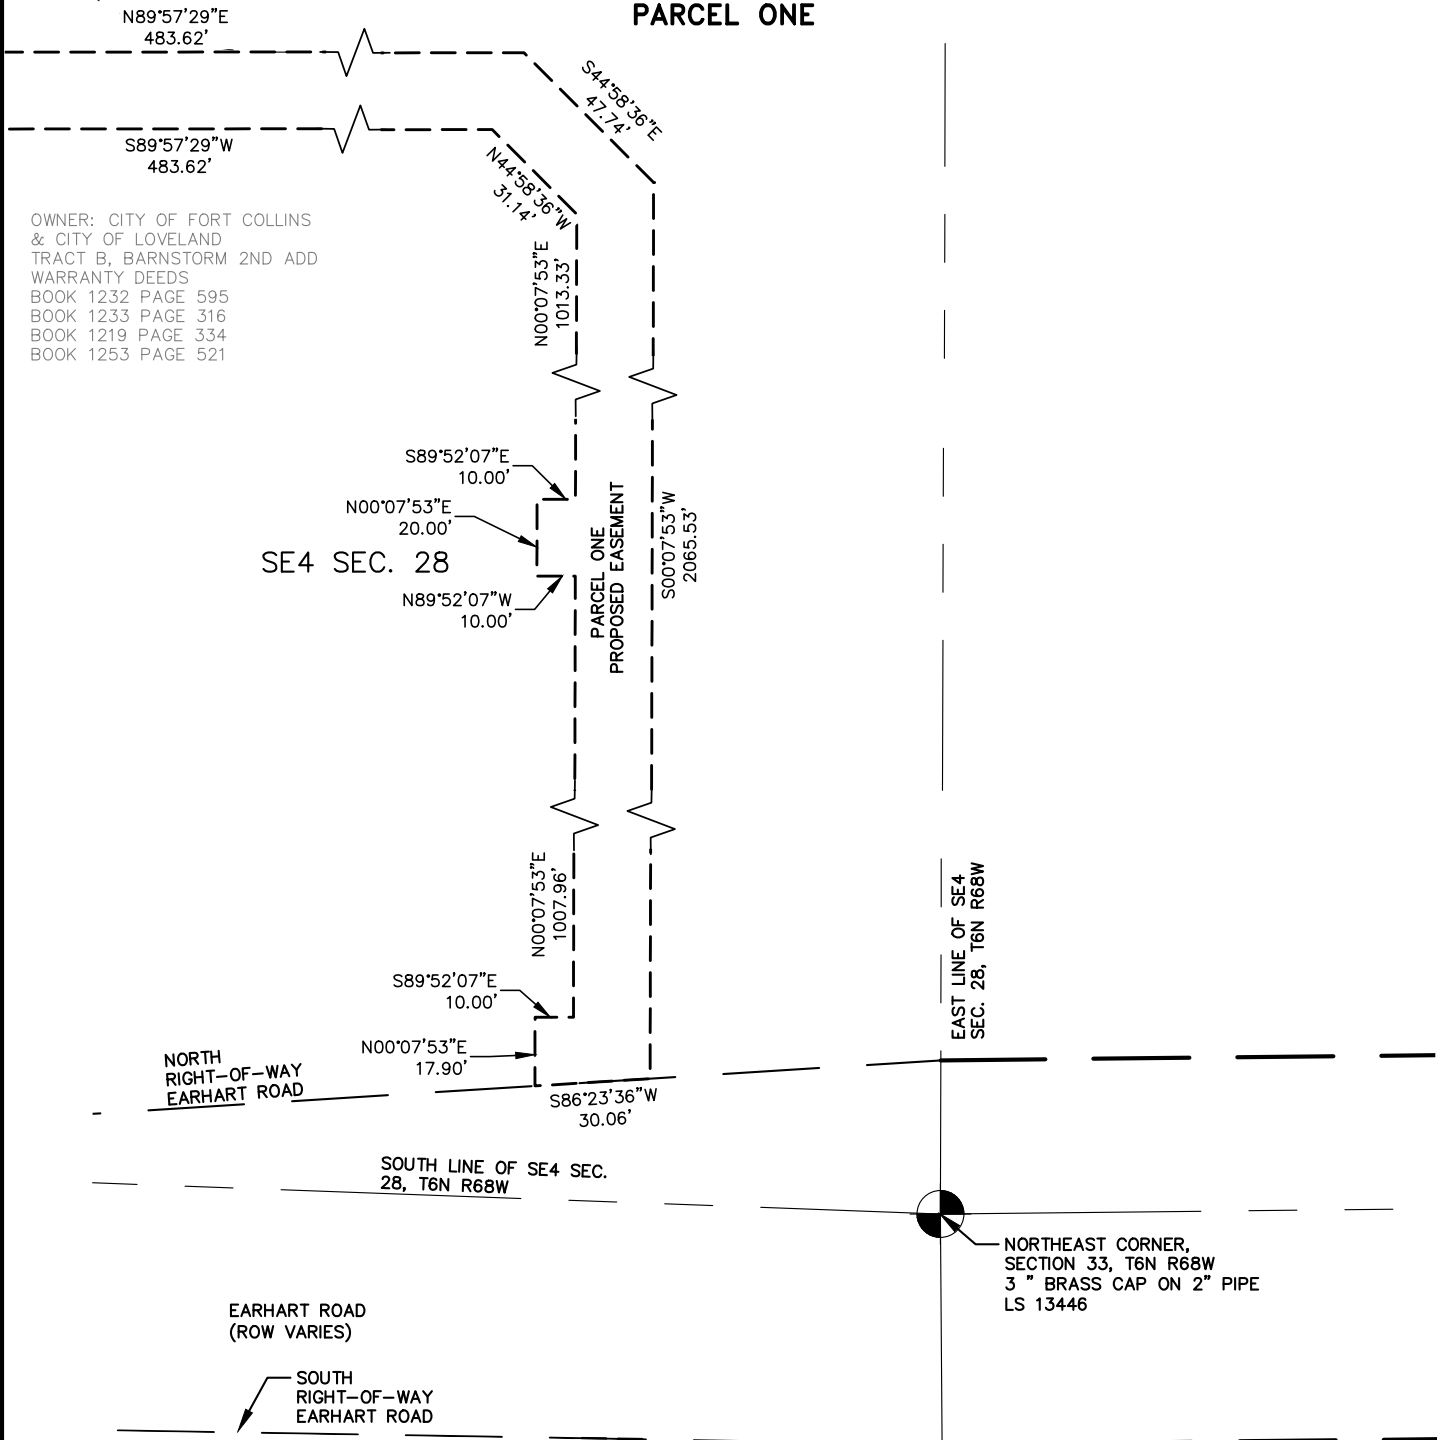 PARCEL ONE
N89°57'29"E
483.62'
S44°58'36"E
47.74'
S89°57'29"W
483.62'
N44°58'36"W
31.14'
OWNER: CITY OF FORT COLLINS
& CITY OF LOVELAND
TRACT B, BARNSTORM 2ND ADD
WARRANTY DEEDS
BOOK 1232 PAGE 595
BOOK 1233 PAGE 316
BOOK 1219 PAGE 334
BOOK 1253 PAGE 521
N00°07'53"E
1013.33'
S89°52'07"E
10.00'
N00°07'53"E
20.00'
SE4 SEC. 28
N89°52'07"W
10.00'
PARCEL ONE
PROPOSED EASEMENT
S00°07'53"W
2065.53'
N00°07'53"E
1007.96'
EAST LINE OF SE4
SEC. 28, T6N R68W
S89°52'07"E
10.00'
N00°07'53"E
17.90'
NORTH
RIGHT-OF-WAY
EARHART ROAD
S86°23'36"W
30.06'
SOUTH LINE OF SE4 SEC.
28, T6N R68W
NORTHEAST CORNER,
SECTION 33, T6N R68W
3 " BRASS CAP ON 2" PIPE
LS 13446
EARHART ROAD
(ROW VARIES)
SOUTH
RIGHT-OF-WAY
EARHART ROAD